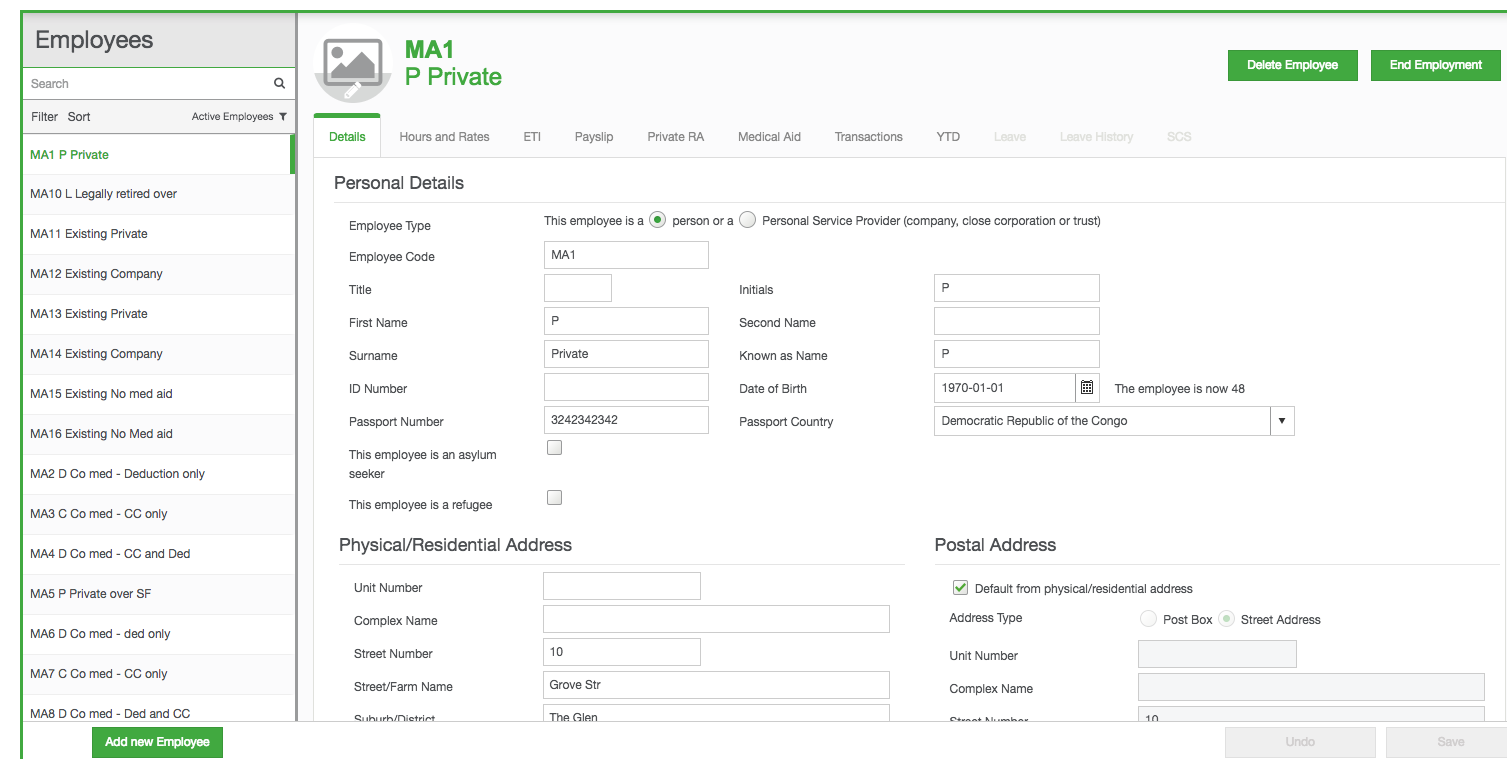 Employees
Search
Filter Sort Active Employees
MA1 P Private
MA10 L Legally retired over
MA11 Existing Private
MA12 Existing Company
MA13 Existing Private
MA14 Existing Company
MA15 Existing No med aid
MA16 Existing No Med aid
MA2 D Co med - Deduction only
MA3 C Co med - CC only
MA4 D Co med - CC and Ded
MA5 P Private over SF
MA6 D Co med - ded only
MA7 C Co med - CC only
MA8 D Co med - Ded and CC
Add new Employee
MA1
P Private
Delete Employee End Employment
Details Hours and Rates ETI Payslip Private RA Medical Aid Transactions YTD Leave Leave History SCS
Personal Details
Employee Type This employee is a person or a Personal Service Provider (company, close corporation or trust)
Employee Code MA1
Title Initials P
First Name P Second Name
Surname Private Known as Name P
ID Number Date of Birth 1970-01-01 The employee is now 48
Passport Number 3242342342 Passport Country Democratic Republic of the Congo
This employee is an asylum
seeker
This employee is a refugee
Physical/Residential Address
Unit Number
Complex Name
Street Number 10
Street/Farm Name Grove Str
Suburb/District The Glen
Postal Address
Default from physical/residential address
Address Type Post Box Street Address
Unit Number
Complex Name
Street Number 10
Undo Save